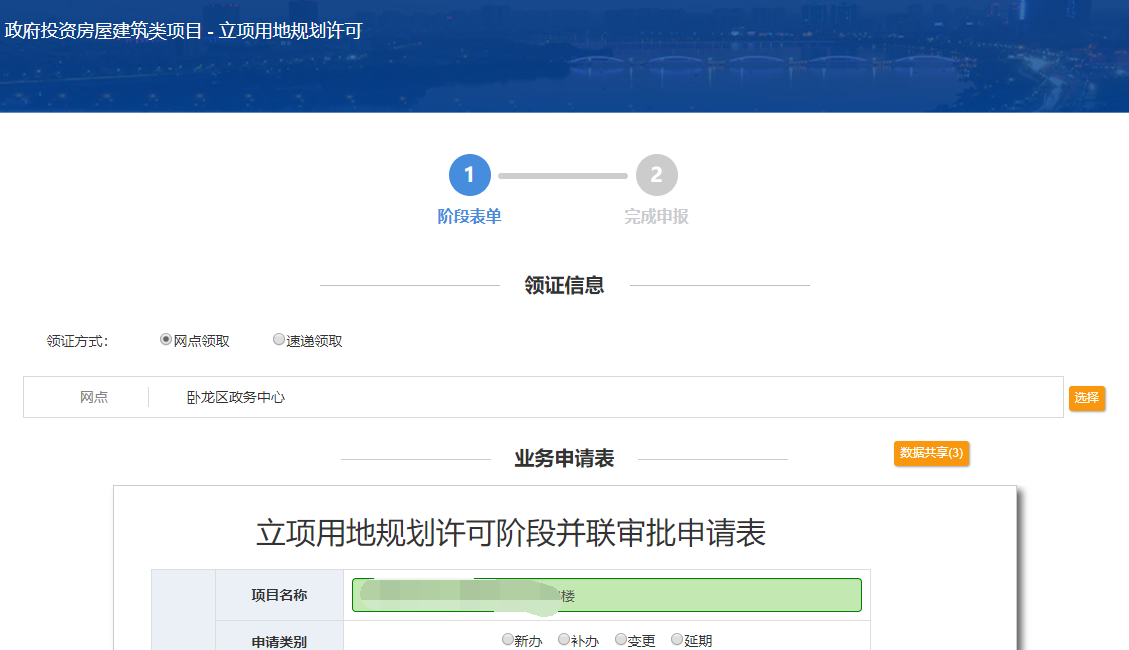 政府投资房屋建筑类项目 - 立项用地规划许可
1
2
阶段表单
完成申报
领证信息
领证方式：
网点领取
速递领取
网点
卧龙区政务中心
选择
业务申请表
数据共享(3)
立项用地规划许可阶段并联审批申请表
项目名称
楼
申请类别
新办
补办
变更
延期